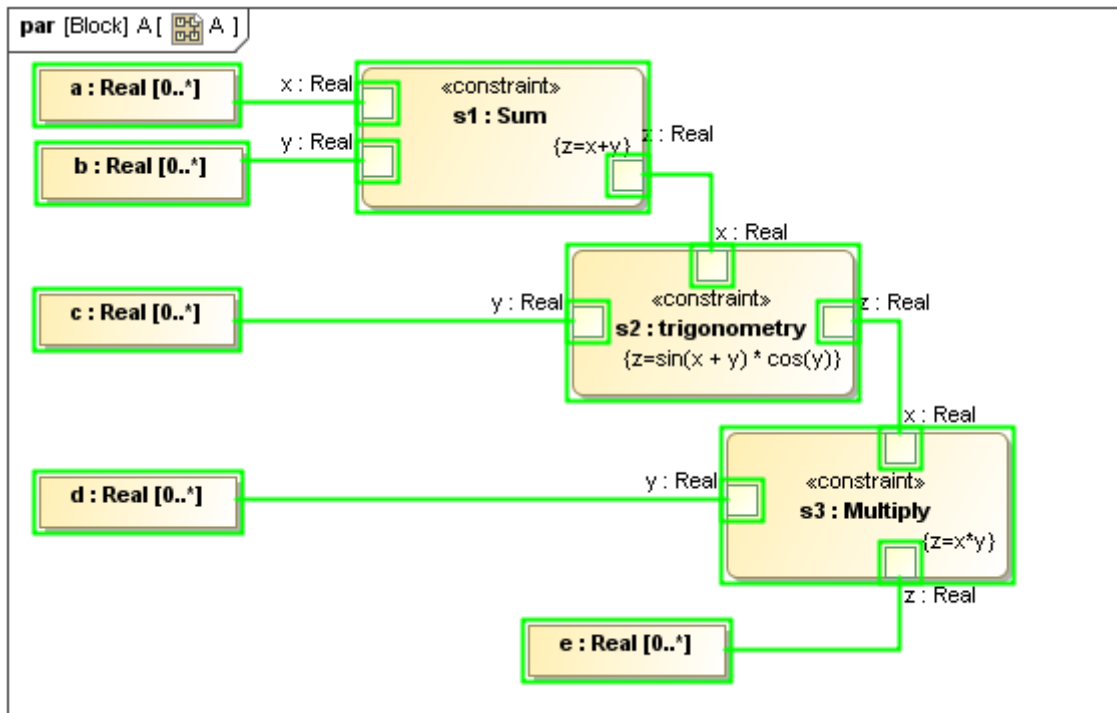 par [Block] A [ A ]
a : Real [0..*]
x : Real
«constraint»
s1 : Sum
{z=x+y}
z : Real
y : Real
b : Real [0..*]
x : Real
c : Real [0..*]
y : Real
«constraint»
s2 : trigonometry
{z=sin(x + y) * cos(y)}
z : Real
x : Real
d : Real [0..*]
y : Real
«constraint»
s3 : Multiply
{z=x*y}
z : Real
e : Real [0..*]